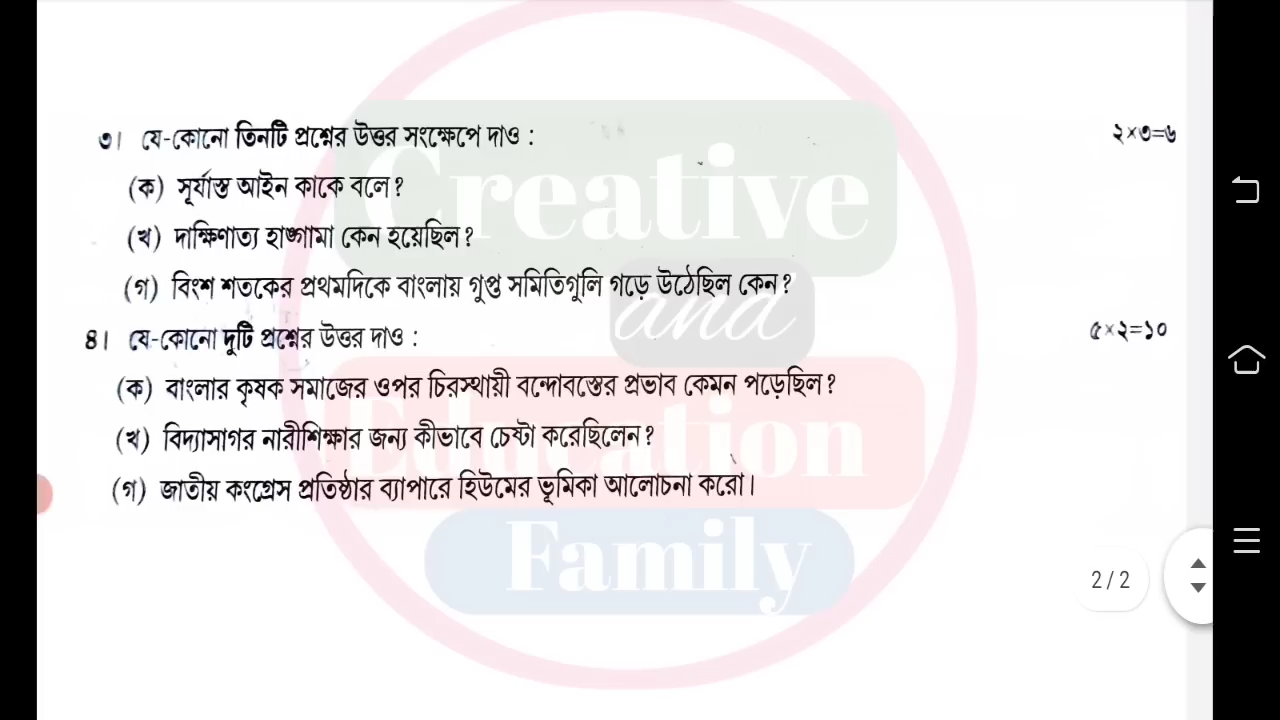 ৩। যে-কোনো তিনটি প্রশ্নের উত্তর সংক্ষেপে দাও : ২×৩=৬
(ক) সূর্যাস্ত আইন কাকে বলে?
(খ) দাক্ষিণাত্য হাঙ্গামা কেন হয়েছিল?
(গ) বিংশ শতকের প্রথমদিকে বাংলায় গুপ্ত সমিতিগুলি গড়ে উঠেছিল কেন?
৪। যে-কোনো দুটি প্রশ্নের উত্তর দাও : ৫×২=১০
(ক) বাংলার কৃষক সমাজের ওপর চিরস্থায়ী বন্দোবস্তের প্রভাব কেমন পড়েছিল?
(খ) বিদ্যাসাগর নারীশিক্ষার জন্য কীভাবে চেষ্টা করেছিলেন?
(গ) জাতীয় কংগ্রেস প্রতিষ্ঠার ব্যাপারে হিউমের ভূমিকা আলোচনা করো।
Creative
and
Education
Family
2 / 2